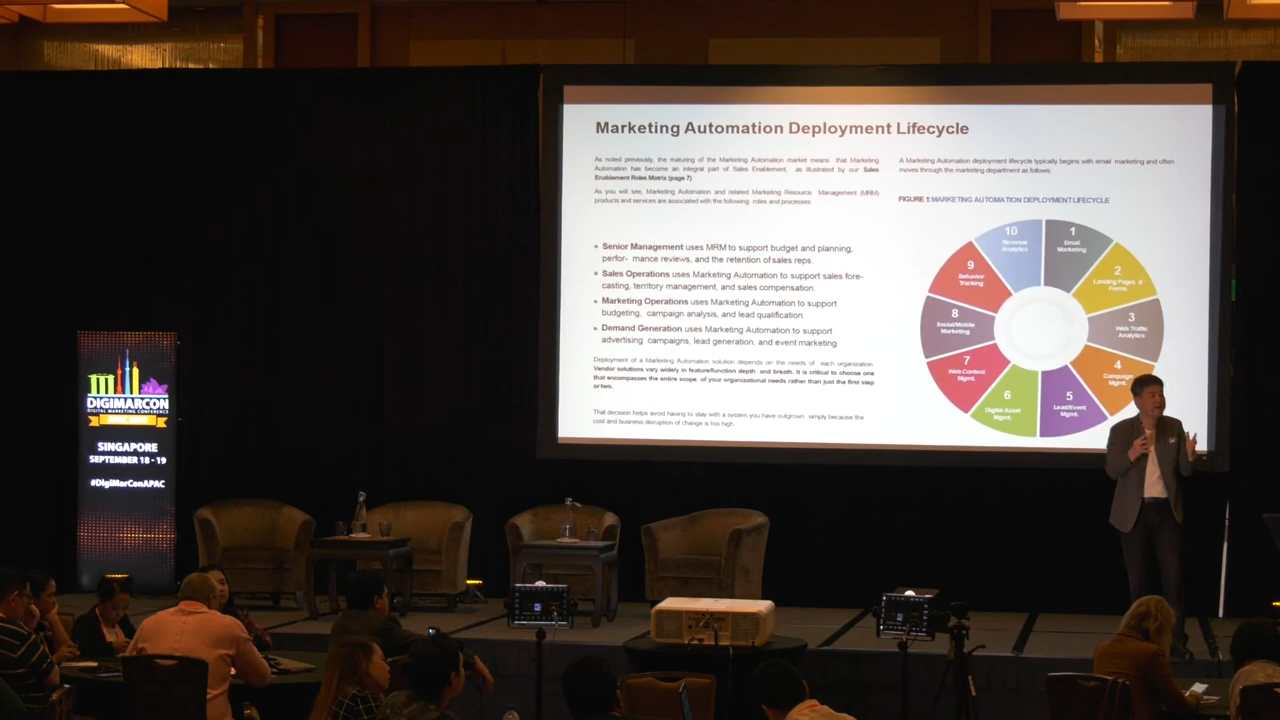 Marketing Automation Deployment Lifecycle
As noted previously, the maturing of the Marketing Automation market means that Marketing
Automation has become an integral part of Sales Enablement, as illustrated by our Sales
Enablement Roles Matrix (page 7)
As you will see, Marketing Automation and related Marketing Resource Management (MRM)
products and services are associated with the following roles and processes.
» Senior Management uses MRM to support budget and planning,
perfor- mance reviews, and the retention of sales reps.
» Sales Operations uses Marketing Automation to support sales fore-
casting, territory management, and sales compensation.
» Marketing Operations uses Marketing Automation to support
budgeting, campaign analysis, and lead qualification.
» Demand Generation uses Marketing Automation to support
advertising campaigns, lead generation, and event marketing
Deployment of a Marketing Automation solution depends on the needs of each organization.
Vendor solutions vary widely in feature/function depth and breath. It is critical to choose one
that encompasses the entire scope of your organizational needs rather than just the first step
or two.
That decision helps avoid having to stay with a system you have outgrown simply because the
cost and business disruption of change is too high.
A Marketing Automation deployment lifecycle typically begins with email marketing and often
moves through the marketing department as follows.
FIGURE 1: MARKETING AUTOMATION DEPLOYMENT LIFECYCLE
1
Email
Marketing
2
Landing Pages &
Forms
3
Web Traffic
Analytics
4
Campaign
Mgmt.
5
Lead/Event
Mgmt.
6
Digital Asset
Mgmt.
7
Web Content
Mgmt.
8
Social/Mobile
Marketing
9
Behavior
Tracking
10
Revenue
Analytics
DIGIMARCON
DIGITAL MARKETING CONFERENCE
SINGAPORE
SEPTEMBER 18 - 19
#DigiMarConAPAC